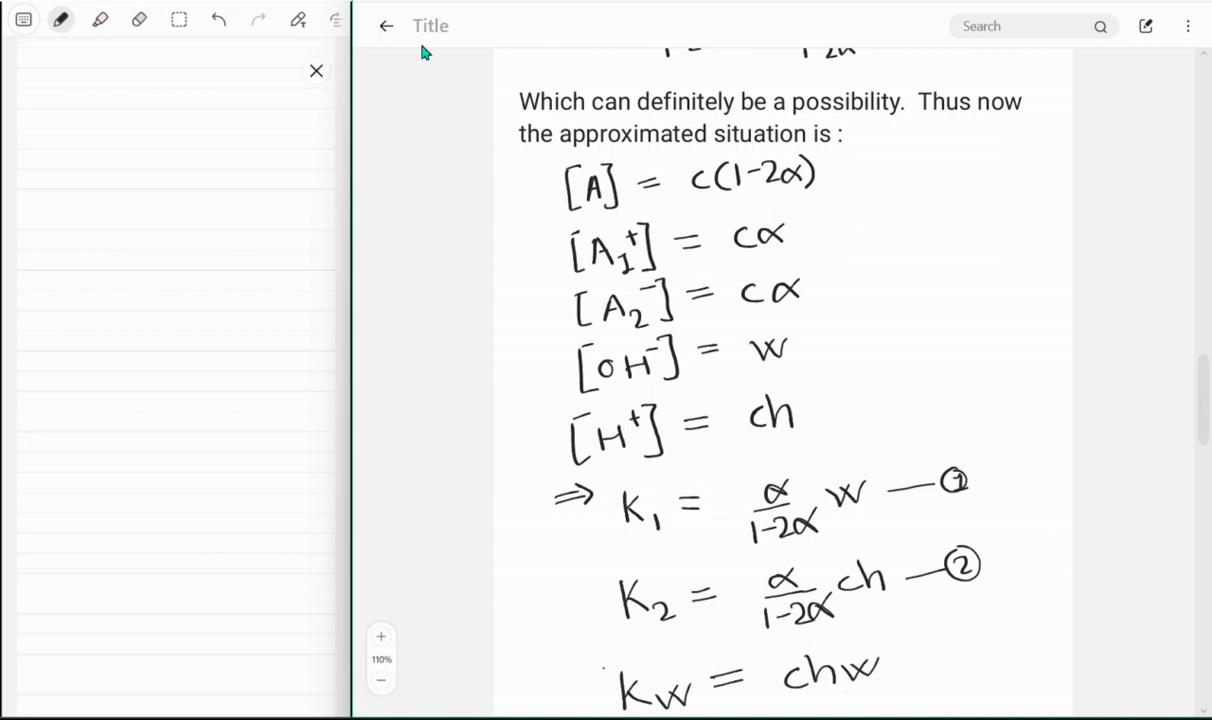 Title
Search
Which can definitely be a possibility. Thus now
the approximated situation is :
[A] = c(1-2α)
[A₁⁺] = cα
[A₂⁻] = cα
[OH⁻] = w
[H⁺] = ch
⇒ K₁ = α/(1-2α) w — ①
K₂ = α/(1-2α) ch — ②
Kw = chw
110%